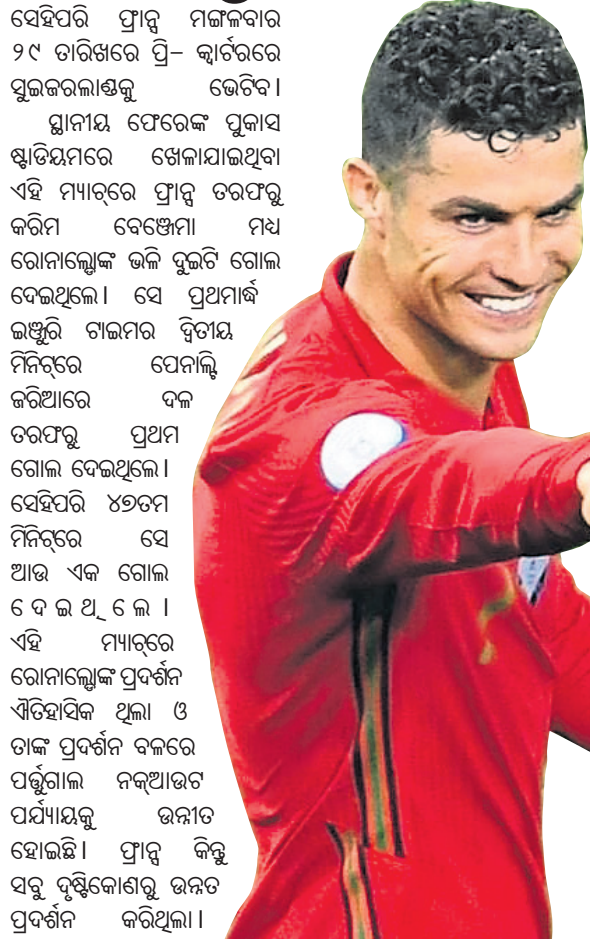 ସେହିପରି ଫ୍ରାନ୍ସ ମଙ୍ଗଳବାର
୨୯ ତାରିଖରେ ପ୍ରି- କ୍ୱାର୍ଟରରେ
ସୁଇଜରଲାଣ୍ଡକୁ ଭେଟିବ।
ସ୍ଥାନୀୟ ଫେରେଙ୍କ ପୁକାସ
ଷ୍ଟାଡିୟମରେ ଖେଳାଯାଇଥିବା
ଏହି ମ୍ୟାଚ୍‌ରେ ଫ୍ରାନ୍ସ ତରଫରୁ
କରିମ ବେଞ୍ଜେମା ମଧ୍ୟ
ରୋନାଲ୍ଡୋଙ୍କ ଭଳି ଦୁଇଟି ଗୋଲ
ଦେଇଥିଲେ। ସେ ପ୍ରଥମାର୍ଦ୍ଧ
ଇଞ୍ଜୁରି ଟାଇମର ଦ୍ୱିତୀୟ
ମିନିଟ୍‌ରେ ପେନାଲ୍ଟି
ଜରିଆରେ ଦଳ
ତରଫରୁ ପ୍ରଥମ
ଗୋଲ ଦେଇଥିଲେ।
ସେହିପରି ୪୭ତମ
ମିନିଟ୍‌ରେ ସେ
ଆଉ ଏକ ଗୋଲ
ଦେଇଥିଲେ।
ଏହି ମ୍ୟାଚ୍‌ରେ
ରୋନାଲ୍ଡୋଙ୍କ ପ୍ରଦର୍ଶନ
ଐତିହାସିକ ଥିଲା ଓ
ତାଙ୍କ ପ୍ରଦର୍ଶନ ବଳରେ
ପର୍ତ୍ତୁଗାଲ ନକ୍‌ଆଉଟ
ପର୍ଯ୍ୟାୟକୁ ଉନ୍ନୀତ
ହୋଇଛି। ଫ୍ରାନ୍ସ କିନ୍ତୁ
ସବୁ ଦୃଷ୍ଟିକୋଣରୁ ଉନ୍ନତ
ପ୍ରଦର୍ଶନ କରିଥିଲା।